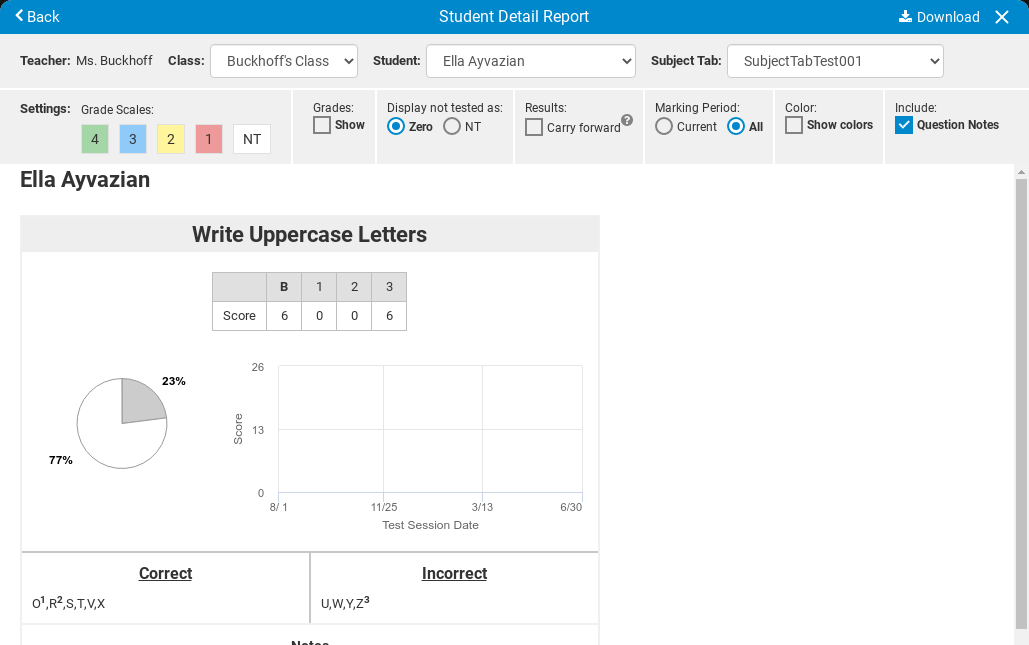 Back Student Detail Report Download
Teacher: Ms. Buckhoff Class: Buckhoff's Class Student: Ella Ayvazian Subject Tab: SubjectTabTest001
Settings: Grade Scales: Grades: Display not tested as: Results: Marking Period: Color: Include:
4 3 2 1 NT Show Zero NT Carry forward? Current All Show colors Question Notes
Ella Ayvazian
Write Uppercase Letters
B 1 2 3
Score 6 0 0 6
23%
77%
26
13
0
Score
8/ 1 11/25 3/13 6/30
Test Session Date
Correct Incorrect
O¹,R²,S,T,V,X U,W,Y,Z³
Notes